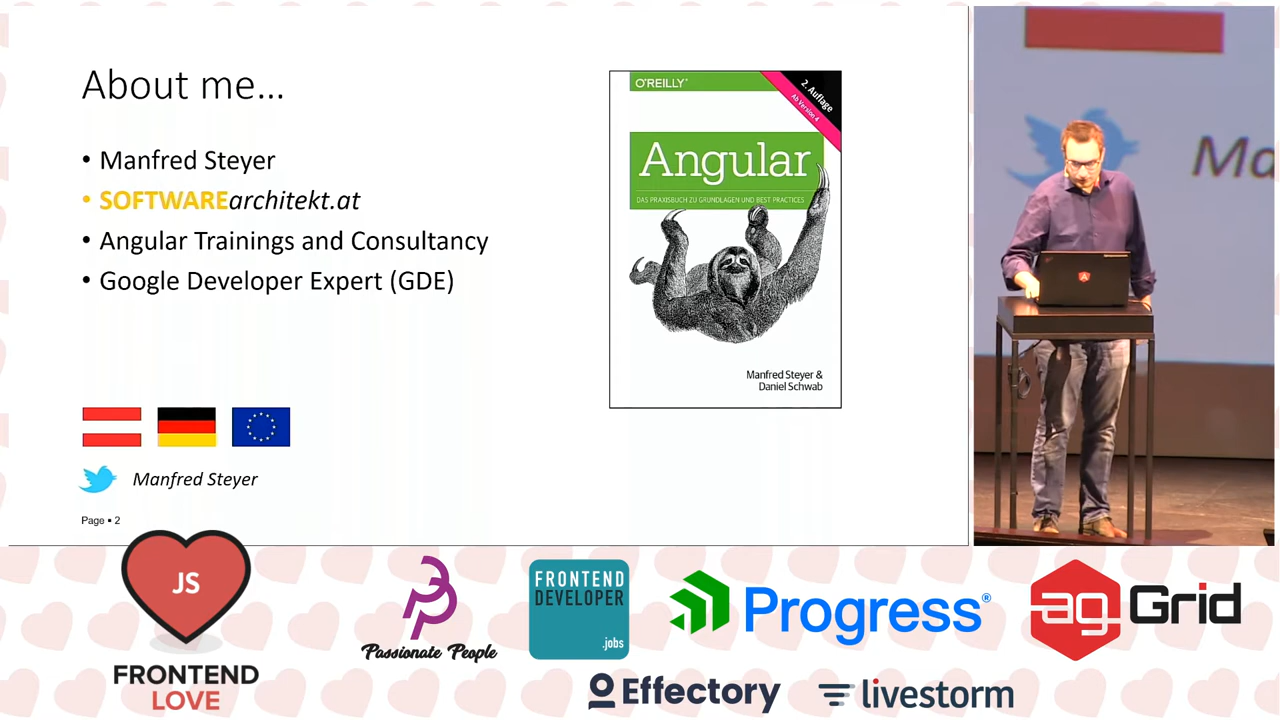 About me...
• Manfred Steyer
• SOFTWAREarchitekt.at
• Angular Trainings and Consultancy
• Google Developer Expert (GDE)
Manfred Steyer
Page ▪ 2
O'REILLY®
2. Auflage
Ab Version 4
Angular
DAS PRAXISBUCH ZU GRUNDLAGEN UND BEST PRACTICES
Manfred Steyer &
Daniel Schwab
Ma
JS
FRONTEND
LOVE
Passionate People
FRONTEND
DEVELOPER
.jobs
Progress®
ag Grid
Effectory
livestorm